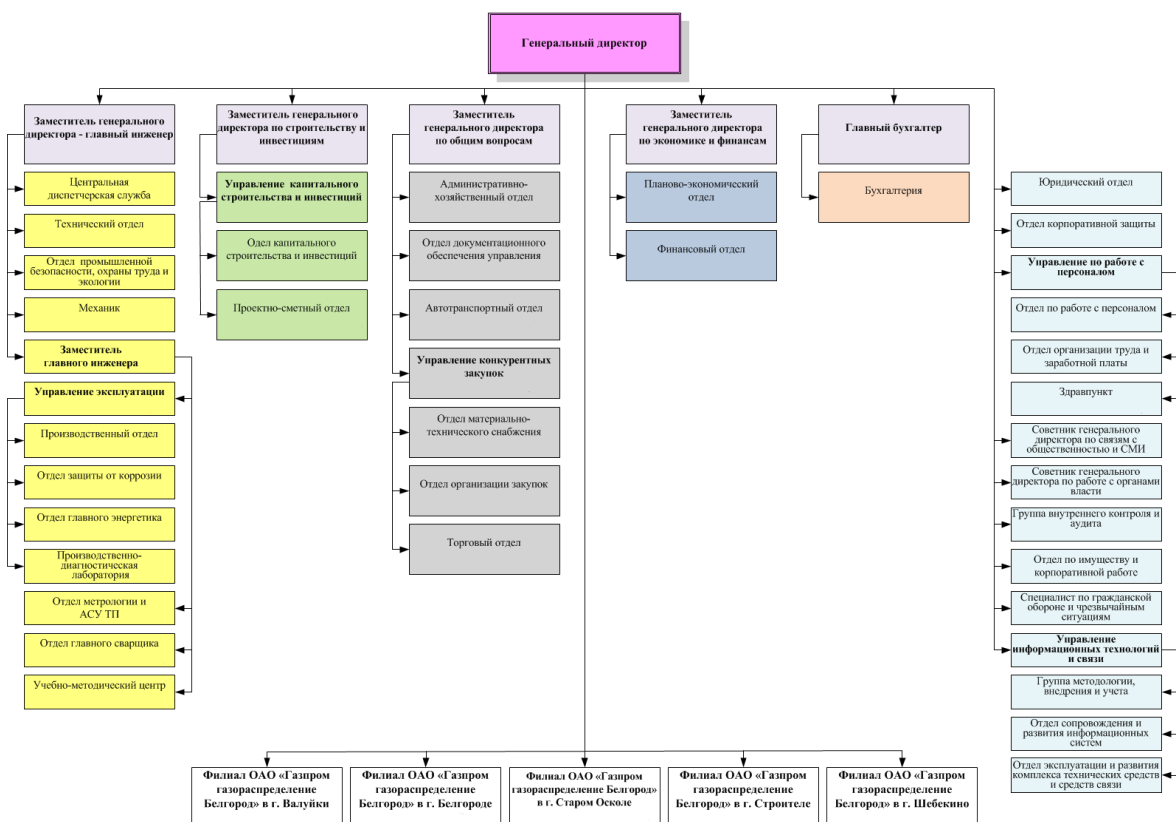 Генеральный директор
Заместитель генерального
директора - главный инженер
Заместитель генерального
директора по строительству и
инвестициям
Заместитель
генерального директора
по общим вопросам
Заместитель
генерального директора
по экономике и финансам
Главный бухгалтер
Центральная
диспетчерская служба
Технический отдел
Отдел промышленной
безопасности, охраны труда и
экологии
Механик
Заместитель
главного инженера
Управление эксплуатации
Производственный отдел
Отдел защиты от коррозии
Отдел главного энергетика
Производственно-
диагностическая
лаборатория
Отдел метрологии и
АСУ ТП
Отдел главного сварщика
Учебно-методический центр
Управление капитального
строительства и инвестиций
Одел капитального
строительства и инвестиций
Проектно-сметный отдел
Административно-
хозяйственный отдел
Отдел документационного
обеспечения управления
Автотранспортный отдел
Управление конкурентных
закупок
Отдел материально-
технического снабжения
Отдел организации закупок
Торговый отдел
Планово-экономический
отдел
Финансовый отдел
Бухгалтерия
Юридический отдел
Отдел корпоративной защиты
Управление по работе с
персоналом
Отдел по работе с персоналом
Отдел организации труда и
заработной платы
Здравпункт
Советник генерального
директора по связям с
общественностью и СМИ
Советник генерального
директора по работе с органами
власти
Группа внутреннего контроля и
аудита
Отдел по имуществу и
корпоративной работе
Специалист по гражданской
обороне и чрезвычайным
ситуациям
Управление
информационных технологий
и связи
Группа методологии,
внедрения и учета
Отдел сопровождения и
развития информационных
систем
Отдел эксплуатации и развития
комплекса технических средств
и средств связи
Филиал ОАО «Газпром
газораспределение
Белгород» в г. Валуйки
Филиал ОАО «Газпром
газораспределение
Белгород» в г. Белгороде
Филиал ОАО «Газпром
газораспределение Белгород»
в г. Старом Осколе
Филиал ОАО «Газпром
газораспределение
Белгород» в г. Строителе
Филиал ОАО «Газпром
газораспределение
Белгород» в г. Шебекино